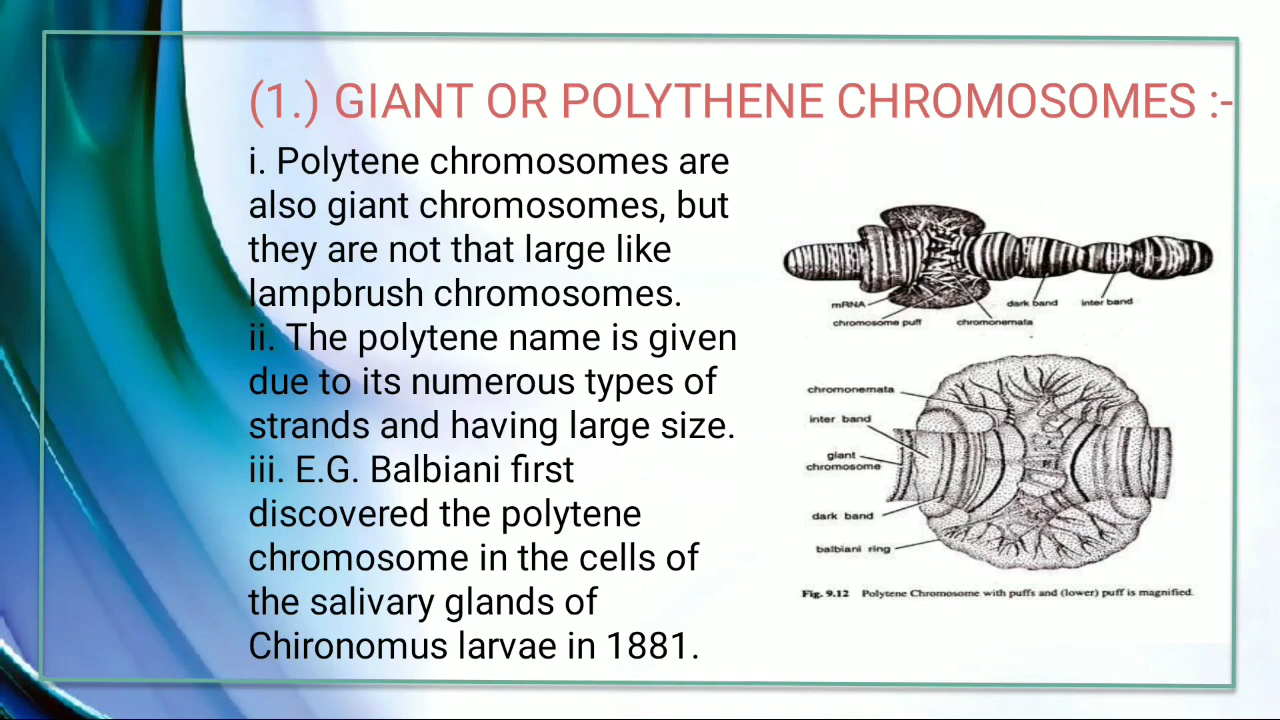 (1.) GIANT OR POLYTHENE CHROMOSOMES :-
i. Polytene chromosomes are
also giant chromosomes, but
they are not that large like
lampbrush chromosomes.
ii. The polytene name is given
due to its numerous types of
strands and having large size.
iii. E.G. Balbiani first
discovered the polytene
chromosome in the cells of
the salivary glands of
Chironomus larvae in 1881.
mRNA
dark band
inter band
chromosome puff
chromonemata
chromonemata
inter band
giant
chromosome
dark band
balbiani ring
Fig. 9.12 Polytene Chromosome with puffs and (lower) puff is magnified.